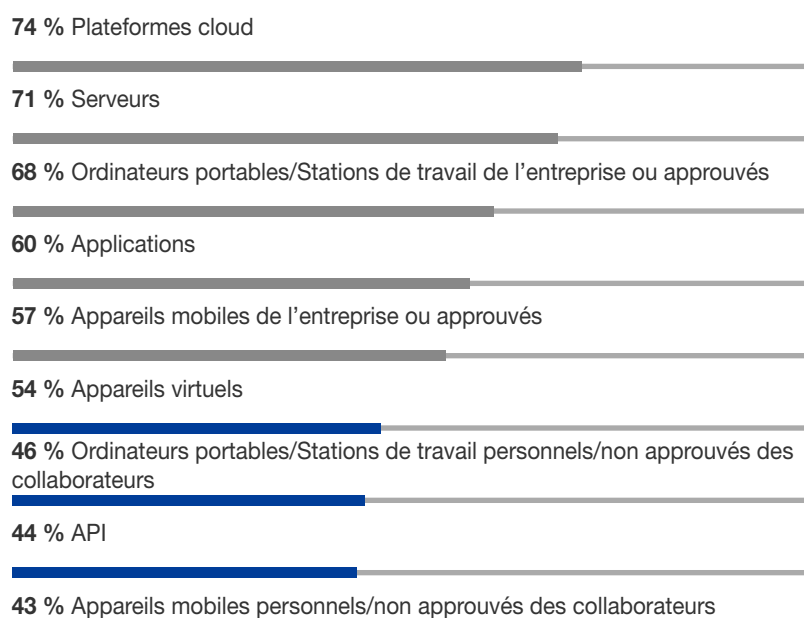 74 % Plateformes cloud
71 % Serveurs
68 % Ordinateurs portables/Stations de travail de l’entreprise ou approuvés
60 % Applications
57 % Appareils mobiles de l’entreprise ou approuvés
54 % Appareils virtuels
46 % Ordinateurs portables/Stations de travail personnels/non approuvés des
collaborateurs
44 % API
43 % Appareils mobiles personnels/non approuvés des collaborateurs